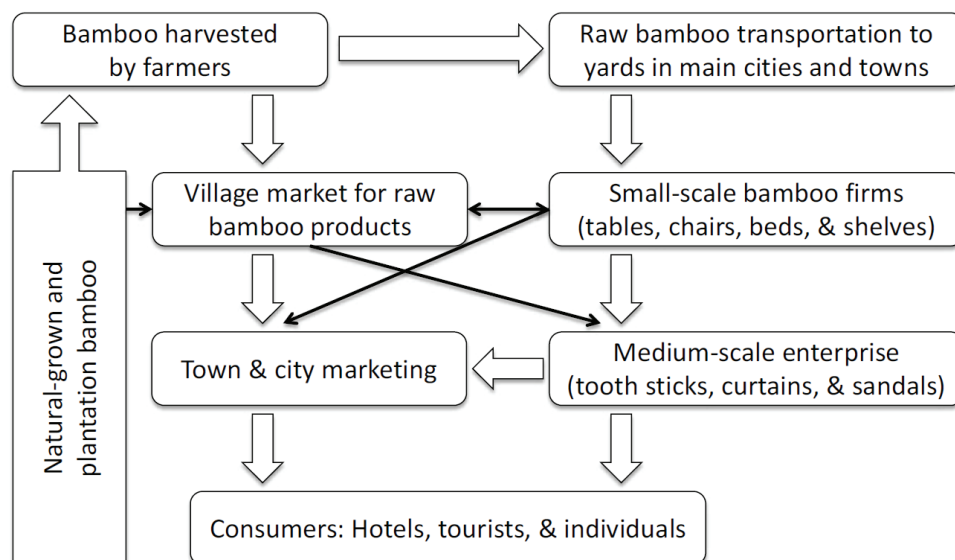 Bamboo harvested
by farmers
Raw bamboo transportation to
yards in main cities and towns
Village market for raw
bamboo products
Small-scale bamboo firms
(tables, chairs, beds, & shelves)
Natural-grown and
plantation bamboo
Town & city marketing
Medium-scale enterprise
(tooth sticks, curtains, & sandals)
Consumers: Hotels, tourists, & individuals